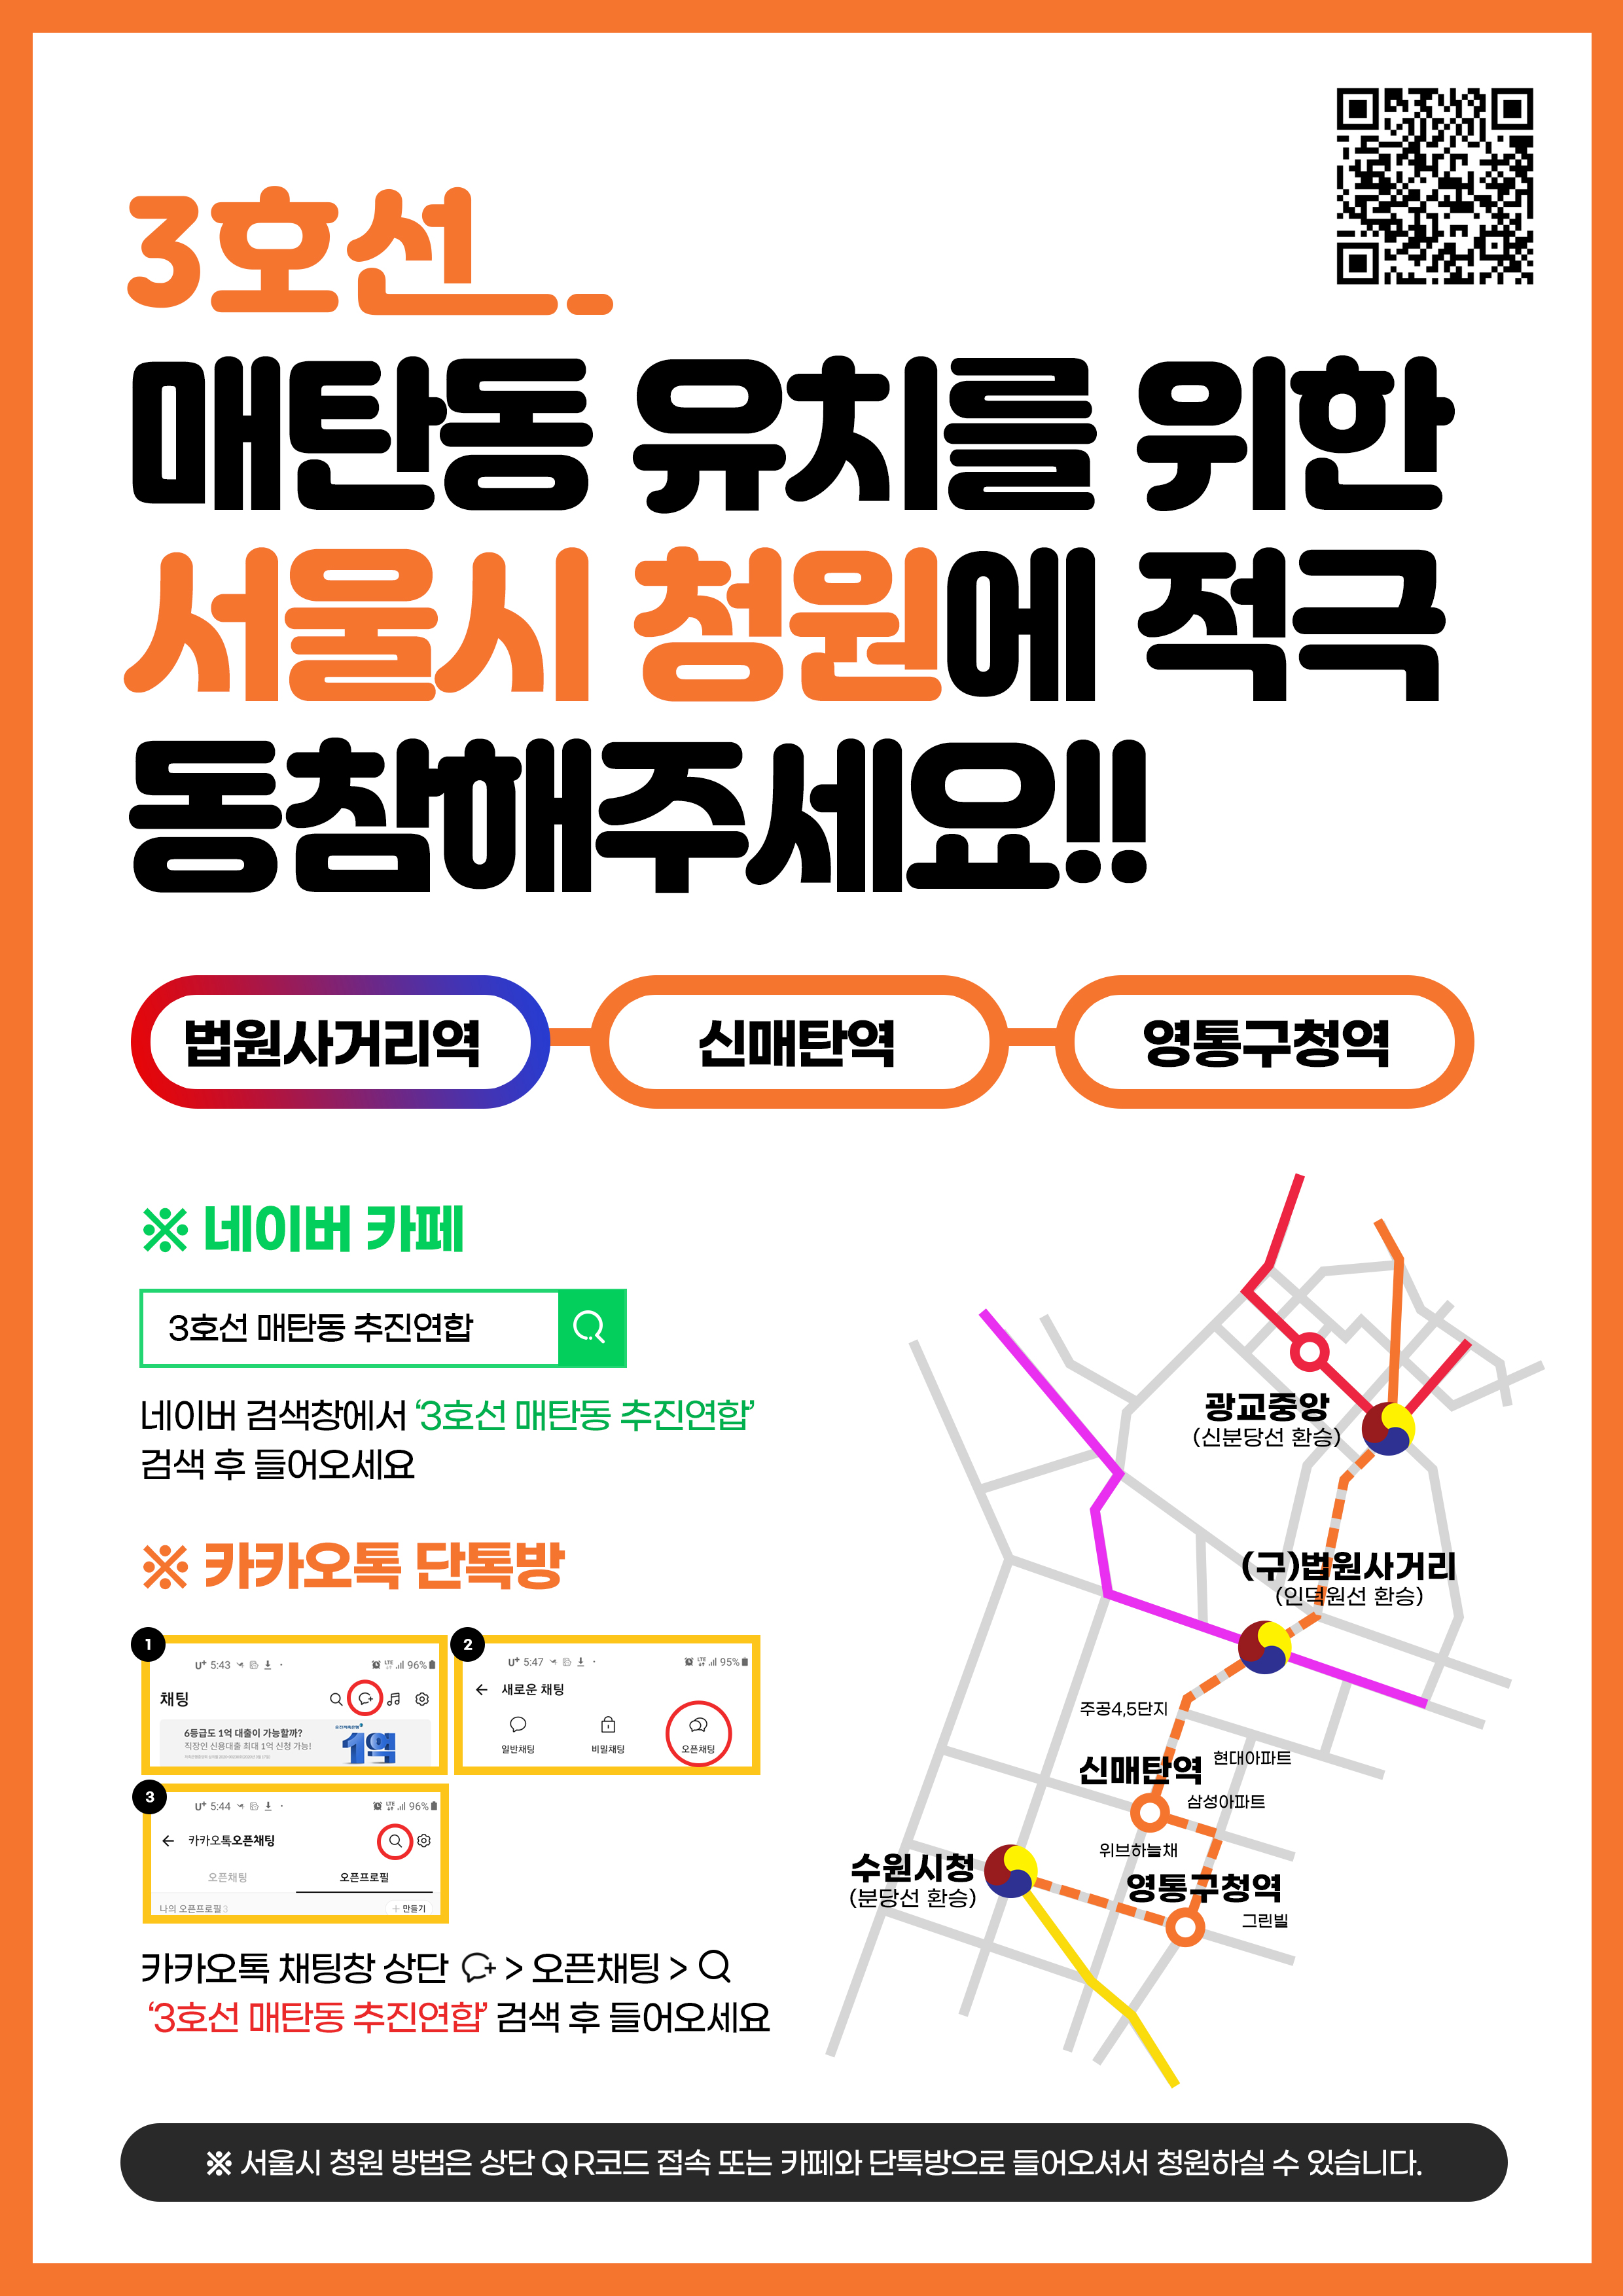 3호선
매탄동 유치를 위한
서울시 청원에 적극
동참해주세요!!
법원사거리역
신매탄역
영통구청역
※ 네이버 카페
3호선 매탄동 추진연합
네이버 검색창에서 ‘3호선 매탄동 추진연합’
검색 후 들어오세요
※ 카카오톡 단톡방
1
U+ 5:43
LTE 96%
채팅
6등급도 1억 대출이 가능할까?
직장인 신용대출 최대 1억 신청 가능!
1억
2
U+ 5:47
LTE 95%
새로운 채팅
일반채팅
비밀채팅
오픈채팅
3
U+ 5:44
LTE 96%
카카오톡오픈채팅
오픈채팅
오픈프로필
나의 오픈프로필 3
+ 만들기
카카오톡 채팅창 상단 > 오픈채팅 >
‘3호선 매탄동 추진연합’ 검색 후 들어오세요
광교중앙
(신분당선 환승)
(구)법원사거리
(인덕원선 환승)
주공4,5단지
신매탄역
현대아파트
삼성아파트
위브하늘채
수원시청
(분당선 환승)
영통구청역
그린빌
※ 서울시 청원 방법은 상단 QR코드 접속 또는 카페와 단톡방으로 들어오셔서 청원하실 수 있습니다.